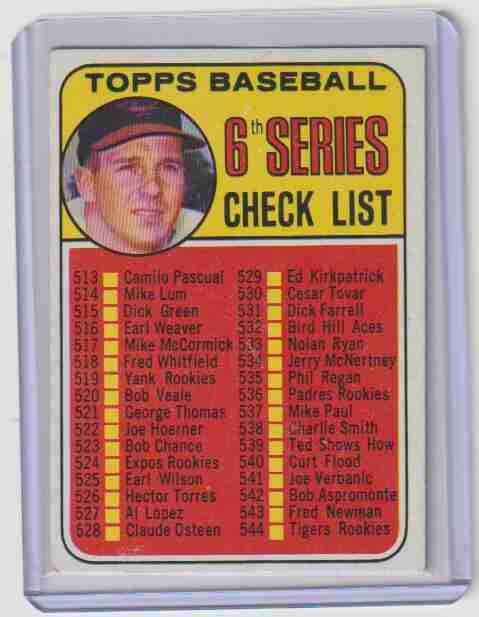 TOPPS BASEBALL
6th SERIES
CHECK LIST
513 Camilo Pascual
514 Mike Lum
515 Dick Green
516 Earl Weaver
517 Mike McCormick
518 Fred Whitfield
519 Yank Rookies
520 Bob Veale
521 George Thomas
522 Joe Hoerner
523 Bob Chance
524 Expos Rookies
525 Earl Wilson
526 Hector Torres
527 Al Lopez
528 Claude Osteen
529 Ed Kirkpatrick
530 Cesar Tovar
531 Dick Farrell
532 Bird Hill Aces
533 Nolan Ryan
534 Jerry McNertney
535 Phil Regan
536 Padres Rookies
537 Mike Paul
538 Charlie Smith
539 Ted Shows How
540 Curt Flood
541 Joe Verbanic
542 Bob Aspromonte
543 Fred Newman
544 Tigers Rookies